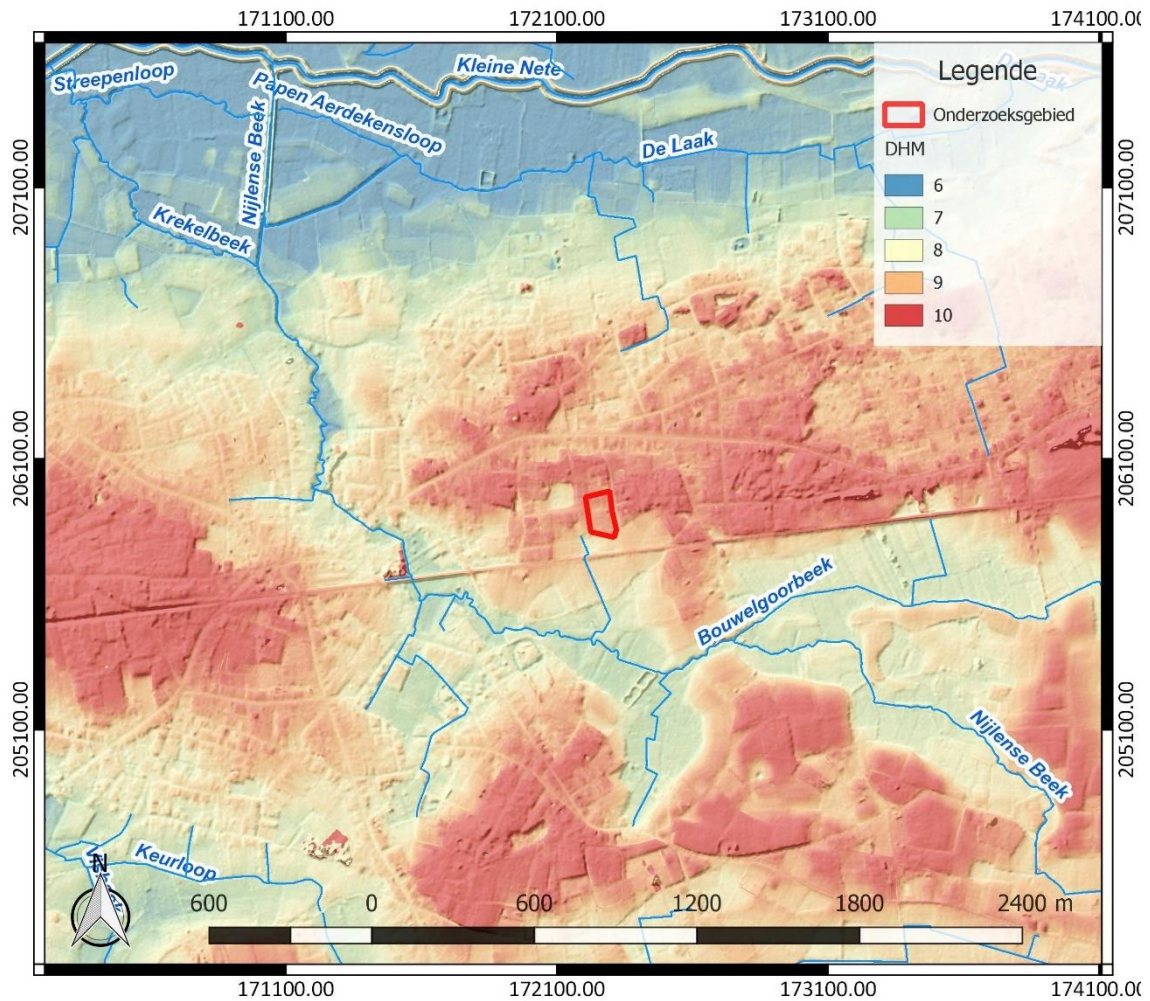 171100.00
172100.00
173100.00
174100.00
Kleine Nete
Streepenloop
Papen Aerdekensloop
Nijlense Beek
De Laak
De Laak
Krekelbeek
Legende
Onderzoeksgebied
DHM
6
7
8
9
10
207100.00
207100.00
206100.00
206100.00
Bouwelgoorbeek
Nijlense Beek
205100.00
205100.00
Keurloop
N
600
0
600
1200
1800
2400 m
171100.00
172100.00
173100.00
174100.00